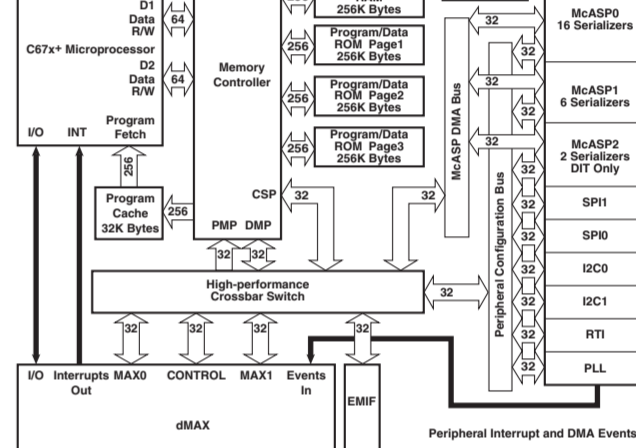 D1
Data
R/W
64
C67x+ Microprocessor
D2
Data
R/W
64
I/O
INT
Program
Fetch
256
Program
Cache
32K Bytes
256
Memory
Controller
CSP
PMP
DMP
256K Bytes
256
Program/Data
ROM Page1
256K Bytes
256
Program/Data
ROM Page2
256K Bytes
256
Program/Data
ROM Page3
256K Bytes
32
32
32
32
High-performance
Crossbar Switch
32
32
32
32
32
I/O
Interrupts
Out
MAX0
CONTROL
MAX1
Events
In
dMAX
EMIF
McASP DMA Bus
Peripheral Configuration Bus
32
McASP0
16 Serializers
32
32
McASP1
6 Serializers
32
32
McASP2
2 Serializers
DIT Only
32
SPI1
32
SPI0
32
I2C0
32
I2C1
32
RTI
32
PLL
32
Peripheral Interrupt and DMA Events